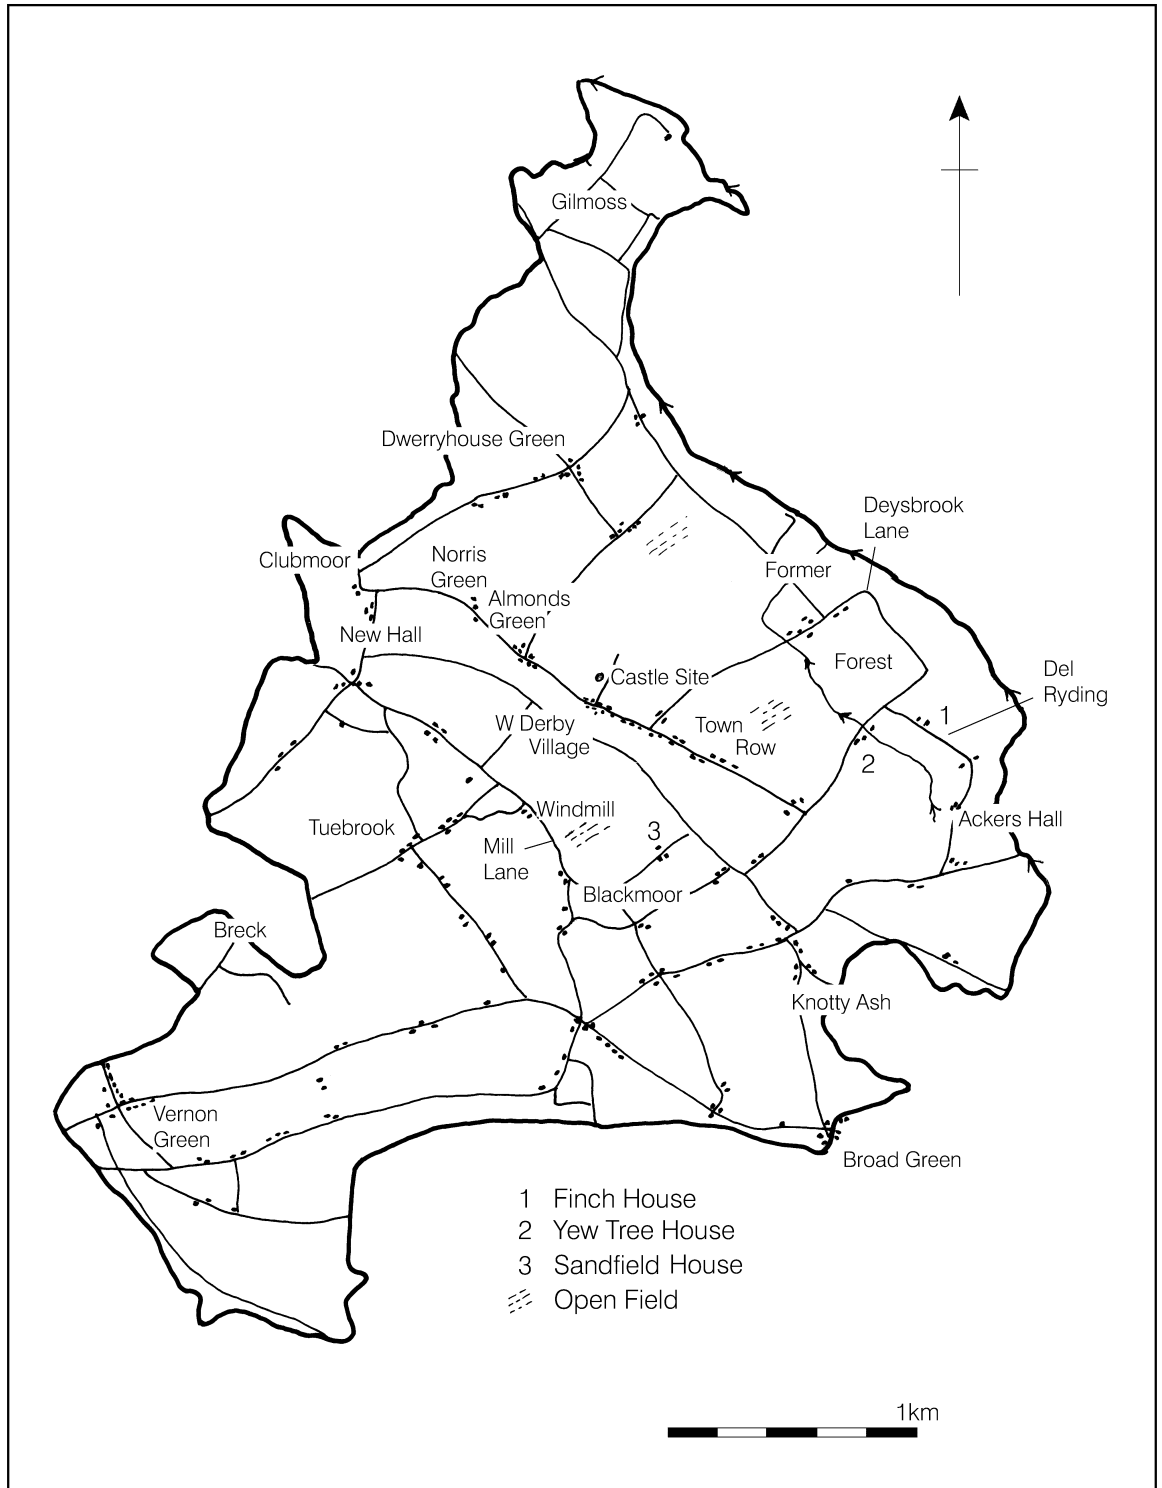 Gilmoss
Dwerryhouse Green
Deysbrook
Lane
Clubmoor
Norris
Green
Former
Almonds
Green
New Hall
Forest
Castle Site
Del
Ryding
W Derby
Village
Town
Row
1
2
Windmill
Tuebrook
3
Ackers Hall
Mill
Lane
Blackmoor
Breck
Knotty Ash
Vernon
Green
Broad Green
1 Finch House
2 Yew Tree House
3 Sandfield House
Open Field
1km